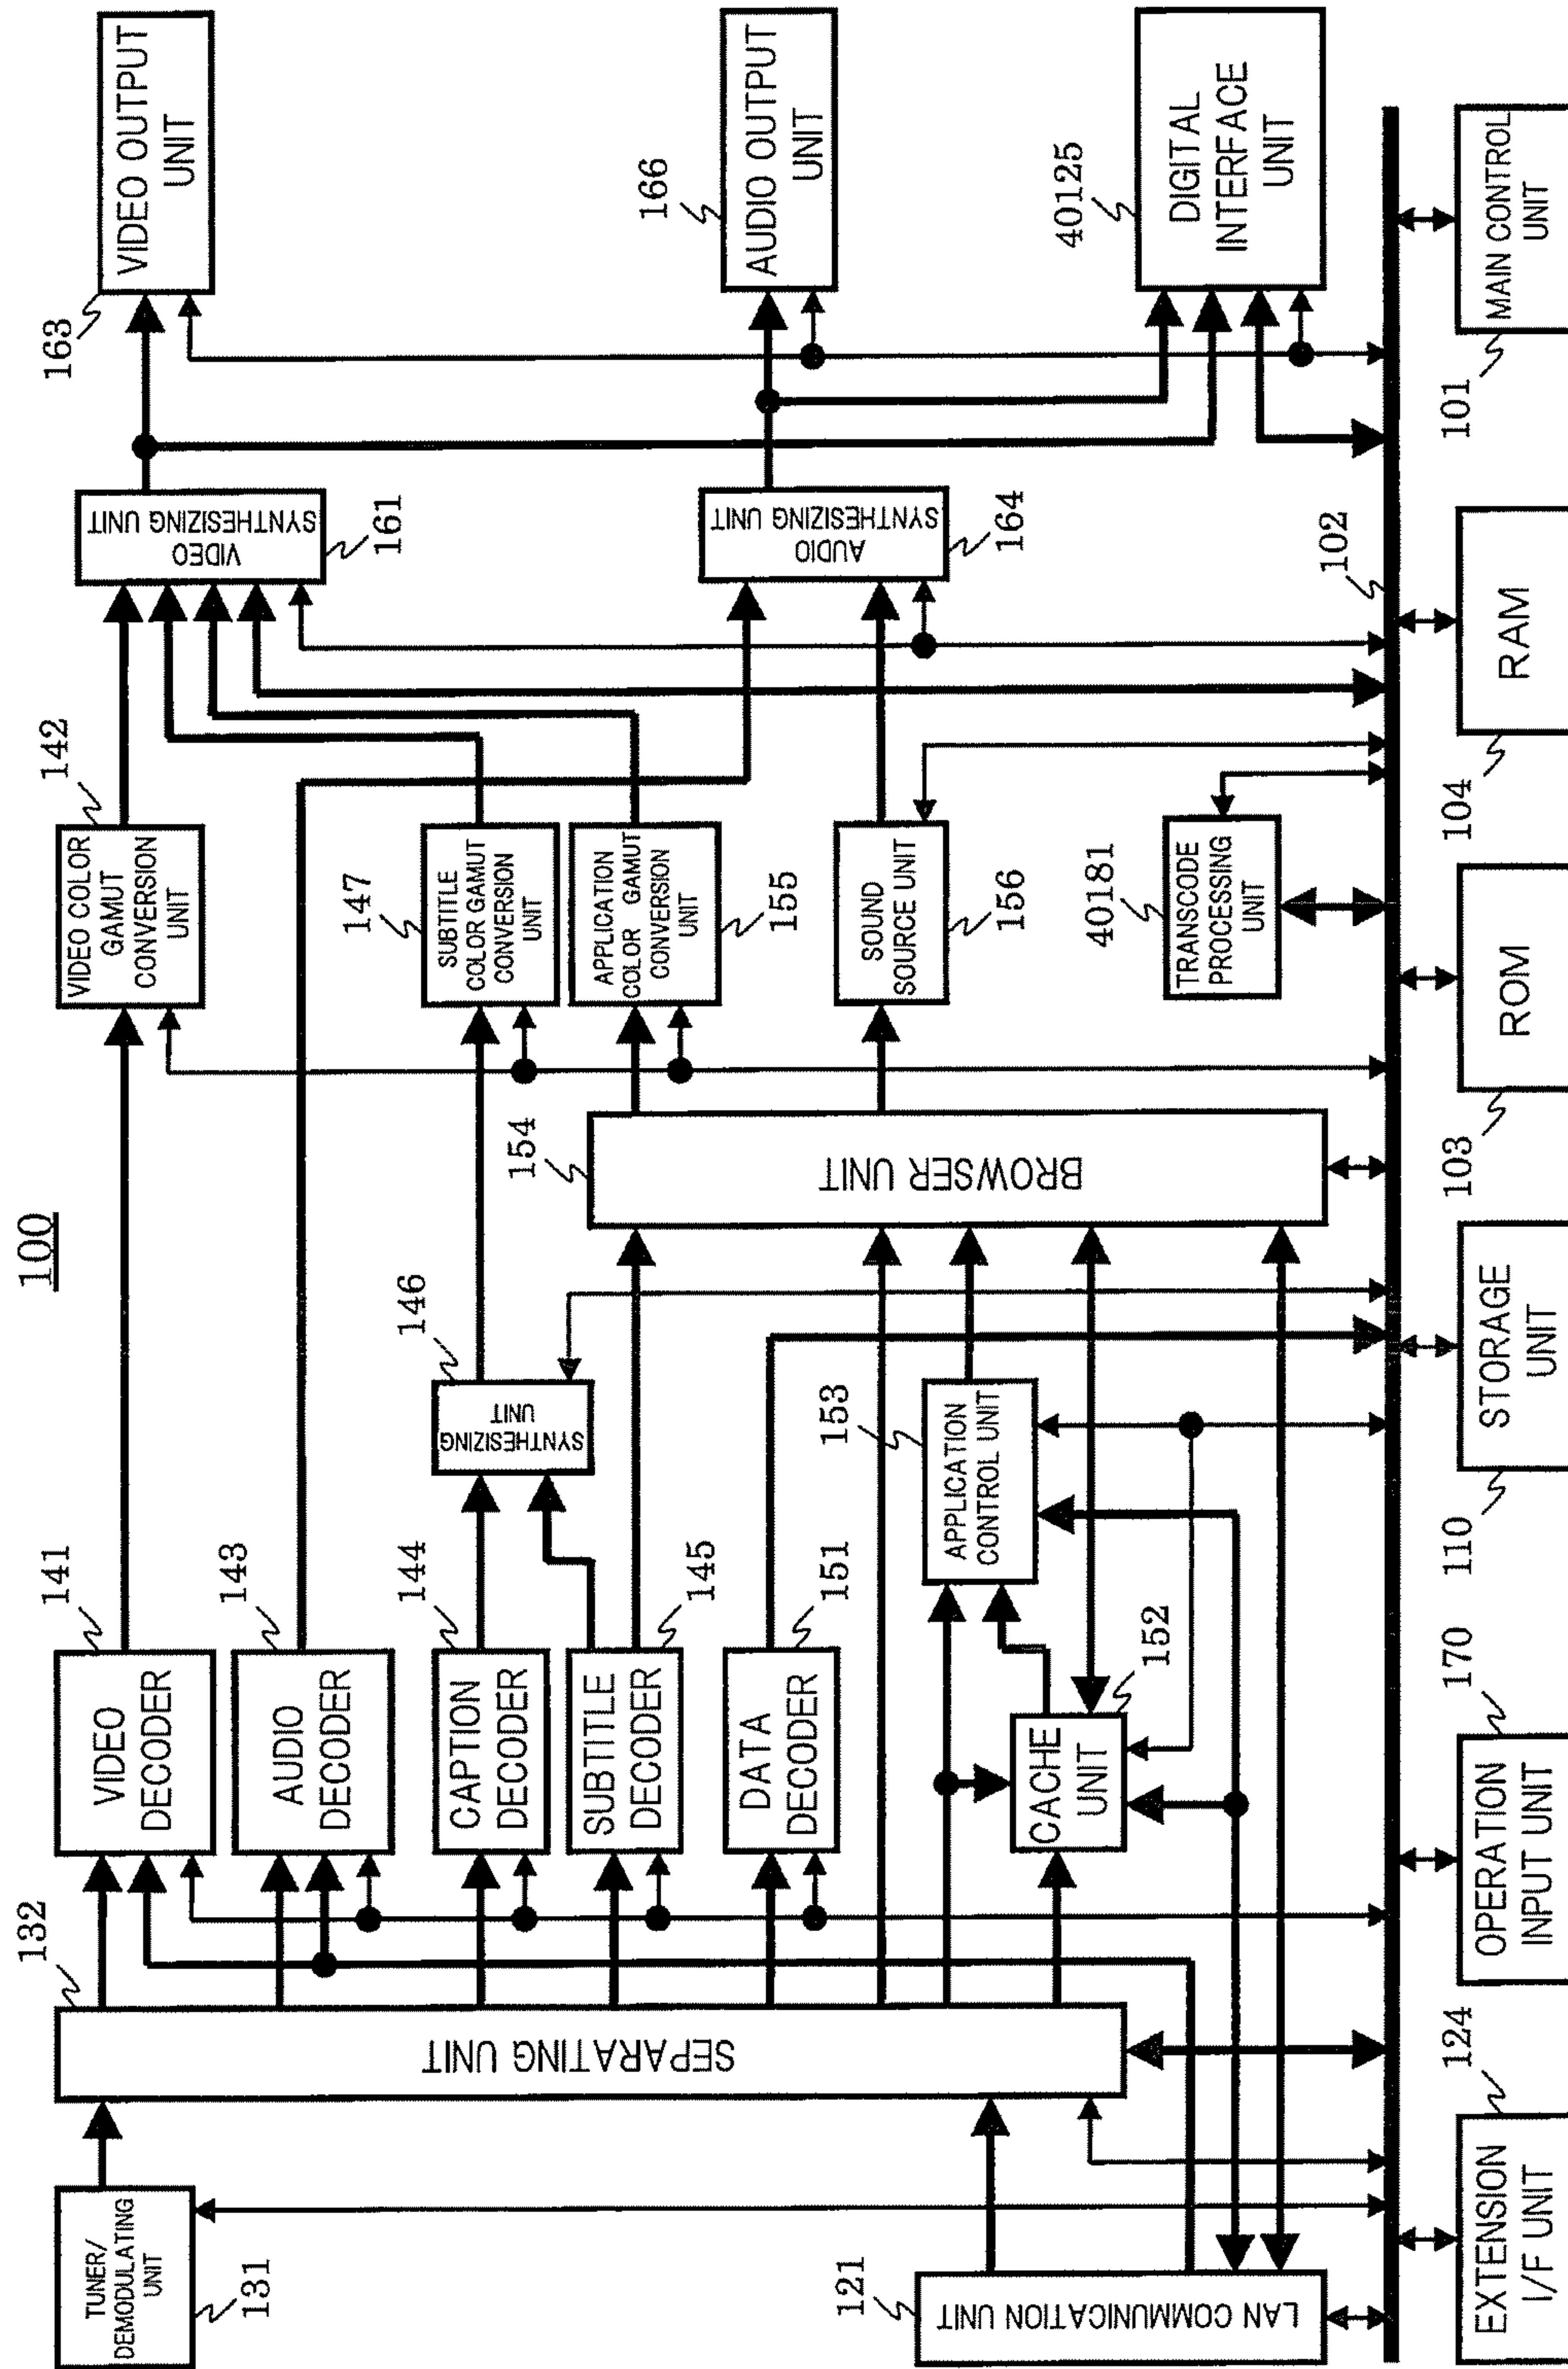 100
TUNER/
DEMODULATING
UNIT
131
SEPARATING UNIT
132
LAN COMMUNICATION UNIT
121
VIDEO
DECODER
141
AUDIO
DECODER
143
CAPTION
DECODER
144
SUBTITLE
DECODER
145
DATA
DECODER
151
CACHE
UNIT
152
APPLICATION
CONTROL UNIT
153
SYNTHESIZING
UNIT
146
BROWSER UNIT
154
VIDEO COLOR
GAMUT
CONVERSION
UNIT
142
SUBTITLE
COLOR GAMUT
CONVERSION
UNIT
147
APPLICATION
COLOR GAMUT
CONVERSION
UNIT
155
SOUND
SOURCE UNIT
156
TRANSCODE
PROCESSING
UNIT
40181
VIDEO
SYNTHESIZING UNIT
161
AUDIO
SYNTHESIZING UNIT
164
VIDEO OUTPUT
UNIT
163
AUDIO OUTPUT
UNIT
166
DIGITAL
INTERFACE
UNIT
40125
102
EXTENSION
I/F UNIT
124
OPERATION
INPUT UNIT
170
STORAGE
UNIT
110
ROM
103
RAM
104
MAIN CONTROL
UNIT
101